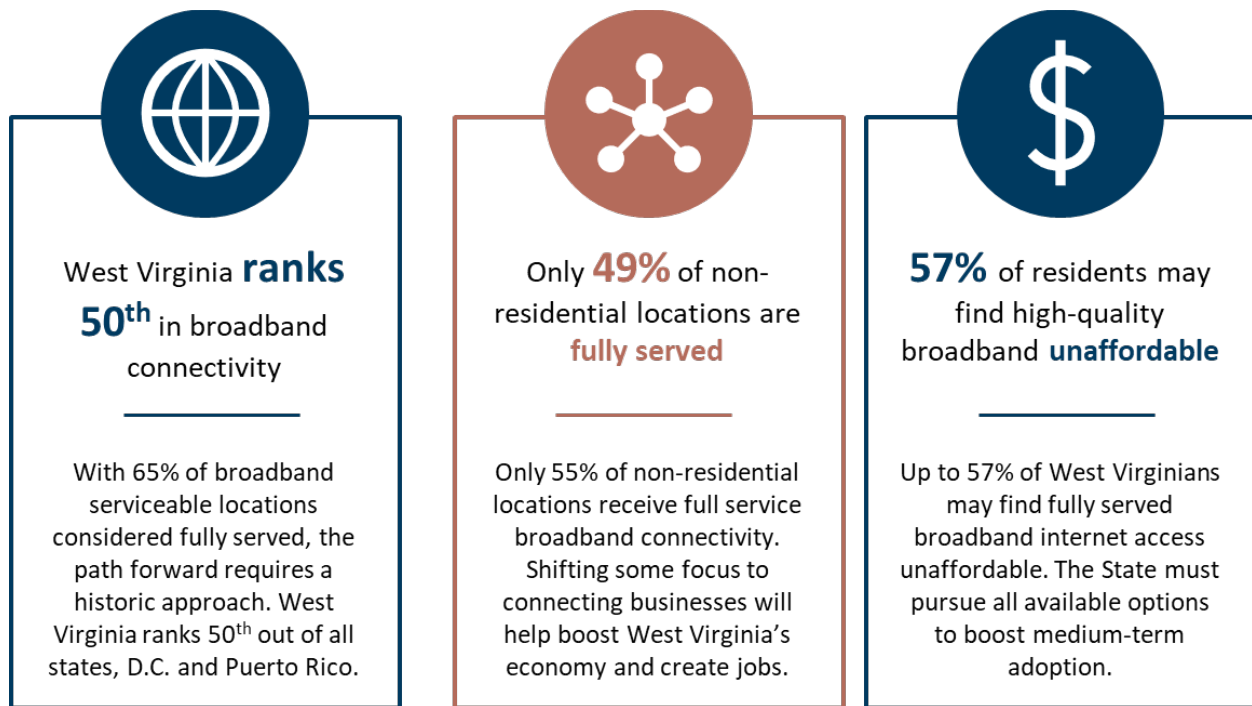 West Virginia ranks
50th in broadband
connectivity
With 65% of broadband
serviceable locations
considered fully served, the
path forward requires a
historic approach. West
Virginia ranks 50th out of all
states, D.C. and Puerto Rico.
Only 49% of non-
residential locations are
fully served
Only 55% of non-residential
locations receive full service
broadband connectivity.
Shifting some focus to
connecting businesses will
help boost West Virginia’s
economy and create jobs.
57% of residents may
find high-quality
broadband unaffordable
Up to 57% of West Virginians
may find fully served
broadband internet access
unaffordable. The State must
pursue all available options
to boost medium-term
adoption.